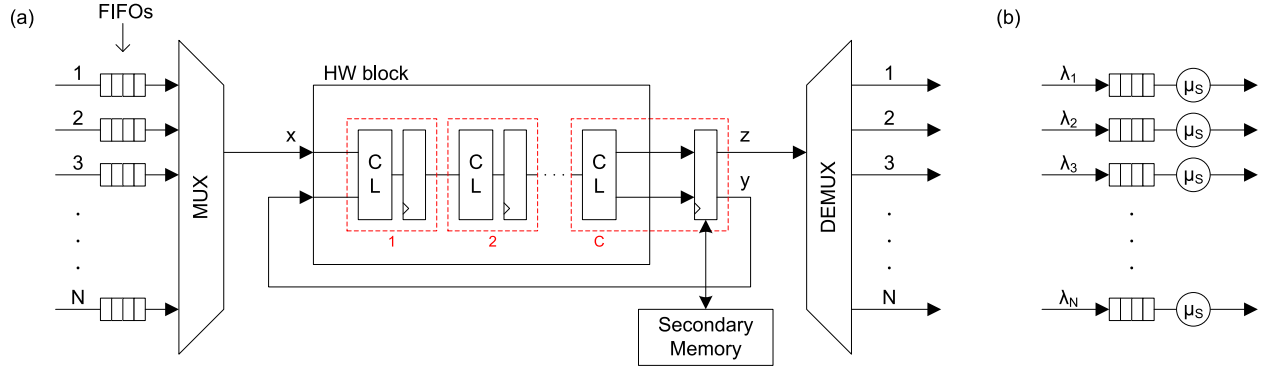 (a)
FIFOs
1
2
3
.
.
.
N
MUX
x
HW block
C
L
1
C
L
2
. . . .
C
L
C
z
y
Secondary
Memory
DEMUX
1
2
3
.
.
.
N
(b)
λ1
μS
λ2
μS
λ3
μS
.
.
.
λN
μS